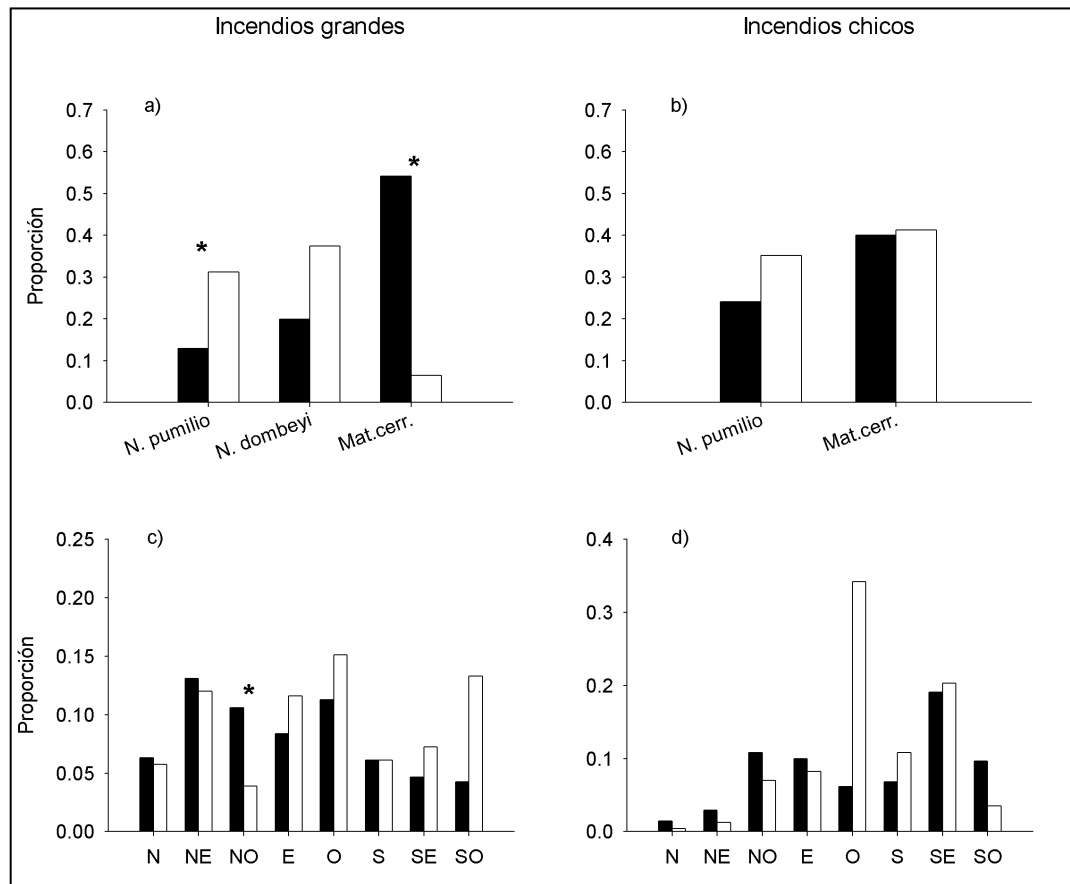 Incendios grandes
Incendios chicos
a)
0.7
0.6
0.5
0.4
0.3
0.2
0.1
0.0
Proporción
*
*
N. pumilio
N. dombeyi
Mat.cerr.
b)
0.7
0.6
0.5
0.4
0.3
0.2
0.1
0.0
N. pumilio
Mat.cerr.
c)
0.25
0.20
0.15
0.10
0.05
0.00
Proporción
*
N NE NO E O S SE SO
d)
0.4
0.3
0.2
0.1
0.0
N NE NO E O S SE SO